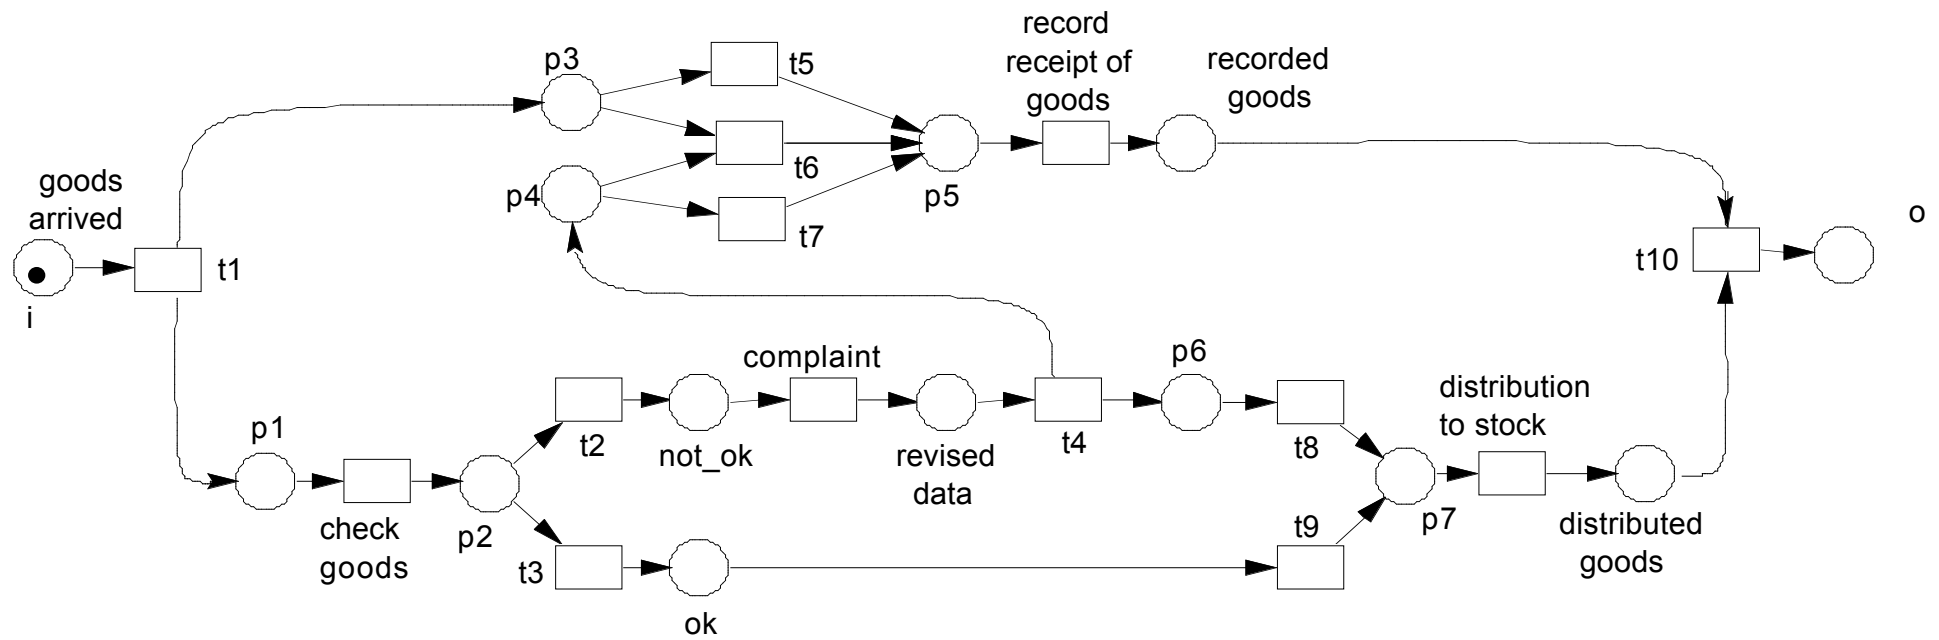 record
receipt of
goods
recorded
goods
p3
t5
t6
p4
t7
p5
goods
arrived
t1
i
o
t10
complaint
p6
distribution
to stock
p1
t2
not_ok
revised
data
t4
t8
p7
check
goods
p2
t3
ok
t9
distributed
goods